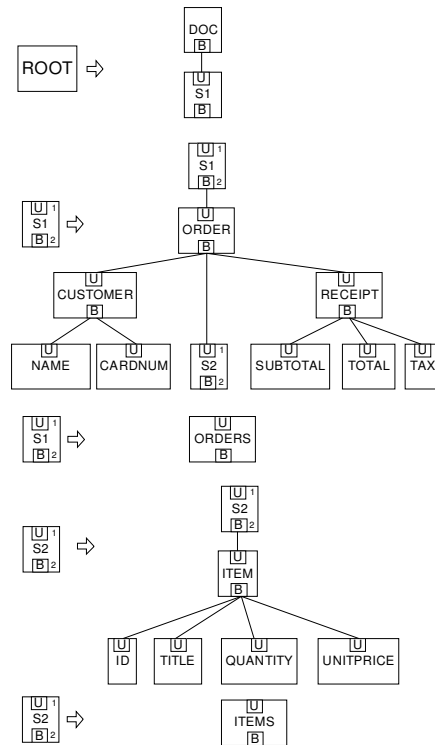 DOC
B
ROOT
U
S1
B
U 1
S1
B 2
U 1
S1
B 2
U
ORDER
B
U
CUSTOMER
B
U
RECEIPT
B
U
NAME
U
CARDNUM
U 1
S2
B 2
U
SUBTOTAL
U
TOTAL
U
TAX
U 1
S1
B 2
U
ORDERS
B
U 1
S2
B 2
U 1
S2
B 2
U
ITEM
B
U
ID
U
TITLE
U
QUANTITY
U
UNITPRICE
U 1
S2
B 2
U
ITEMS
B